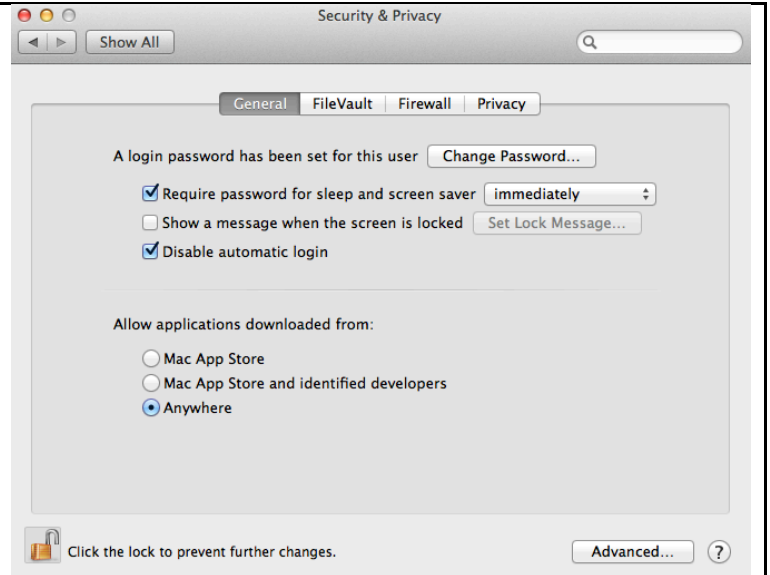 Security & Privacy
Show All
General FileVault Firewall Privacy
A login password has been set for this user Change Password...
Require password for sleep and screen saver immediately
Show a message when the screen is locked Set Lock Message...
Disable automatic login
Allow applications downloaded from:
Mac App Store
Mac App Store and identified developers
Anywhere
Click the lock to prevent further changes. Advanced... ?